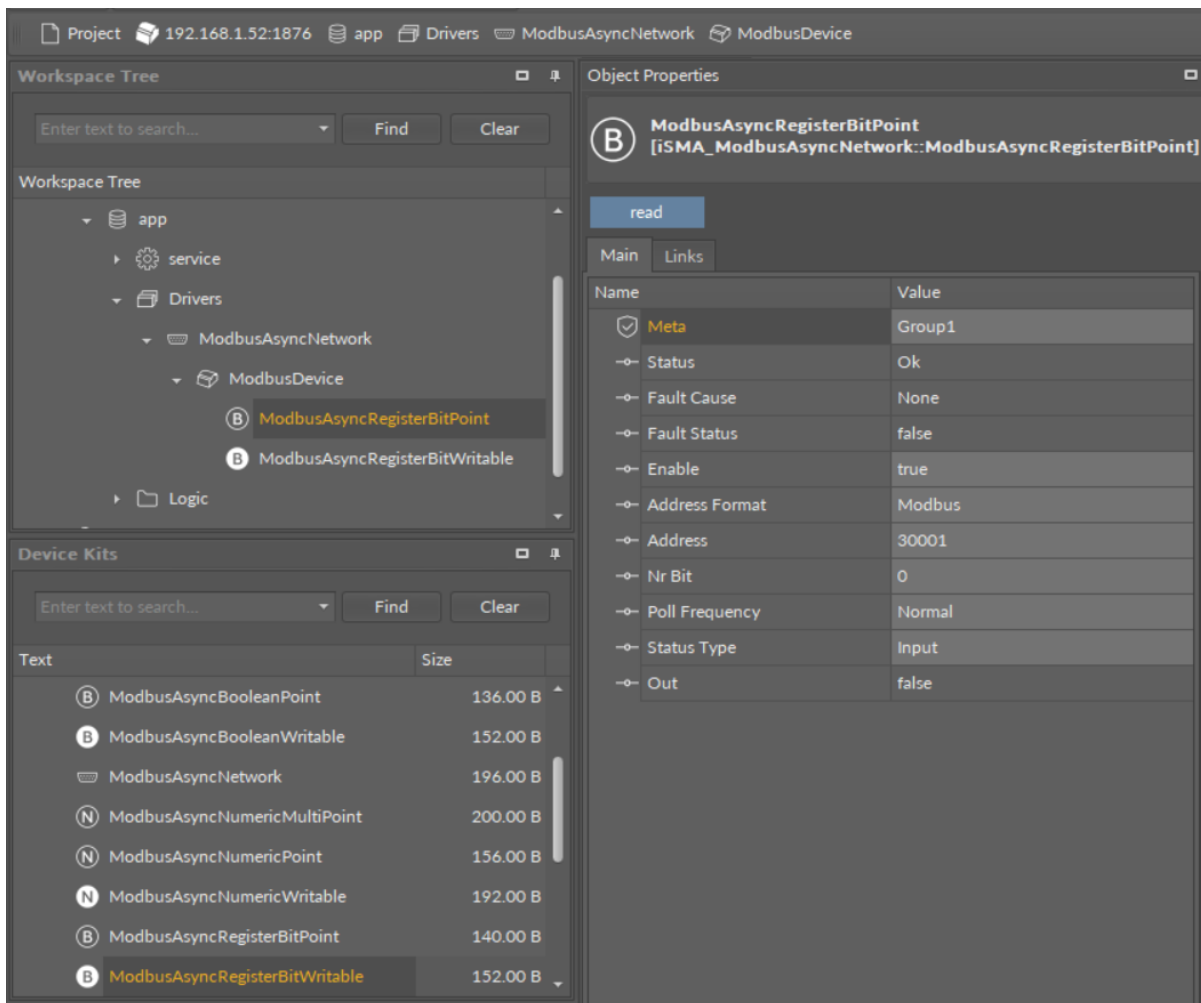 Project 192.168.1.52:1876 app Drivers ModbusAsyncNetwork ModbusDevice
Workspace Tree
Enter text to search... Find Clear
Workspace Tree
app
service
Drivers
ModbusAsyncNetwork
ModbusDevice
B ModbusAsyncRegisterBitPoint
B ModbusAsyncRegisterBitWritable
Logic
Device Kits
Enter text to search... Find Clear
Text Size
B ModbusAsyncBooleanPoint 136.00 B
B ModbusAsyncBooleanWritable 152.00 B
ModbusAsyncNetwork 196.00 B
N ModbusAsyncNumericMultiPoint 200.00 B
N ModbusAsyncNumericPoint 156.00 B
N ModbusAsyncNumericWritable 192.00 B
B ModbusAsyncRegisterBitPoint 140.00 B
B ModbusAsyncRegisterBitWritable 152.00 B
Object Properties
B ModbusAsyncRegisterBitPoint
[iSMA_ModbusAsyncNetwork::ModbusAsyncRegisterBitPoint]
read
Main Links
Name Value
Meta Group1
Status Ok
Fault Cause None
Fault Status false
Enable true
Address Format Modbus
Address 30001
Nr Bit 0
Poll Frequency Normal
Status Type Input
Out false